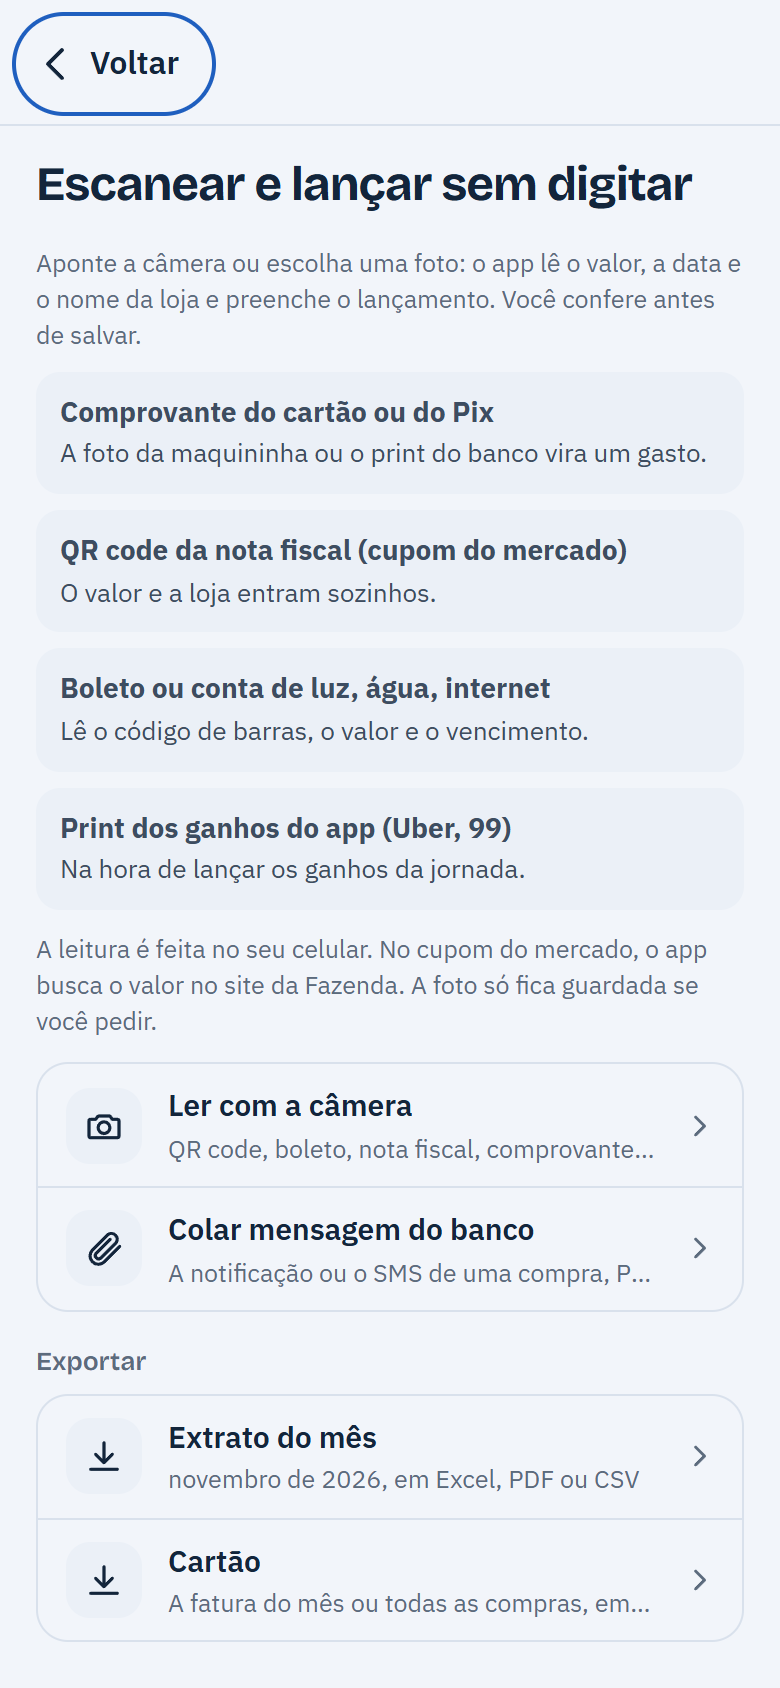 Voltar
Escanear e lançar sem digitar
Aponte a câmera ou escolha uma foto: o app lê o valor, a data e
o nome da loja e preenche o lançamento. Você confere antes
de salvar.
Comprovante do cartão ou do Pix
A foto da maquininha ou o print do banco vira um gasto.
QR code da nota fiscal (cupom do mercado)
O valor e a loja entram sozinhos.
Boleto ou conta de luz, água, internet
Lê o código de barras, o valor e o vencimento.
Print dos ganhos do app (Uber, 99)
Na hora de lançar os ganhos da jornada.
A leitura é feita no seu celular. No cupom do mercado, o app
busca o valor no site da Fazenda. A foto só fica guardada se
você pedir.
Ler com a câmera
QR code, boleto, nota fiscal, comprovante...
Colar mensagem do banco
A notificação ou o SMS de uma compra, P...
Exportar
Extrato do mês
novembro de 2026, em Excel, PDF ou CSV
Cartão
A fatura do mês ou todas as compras, em...